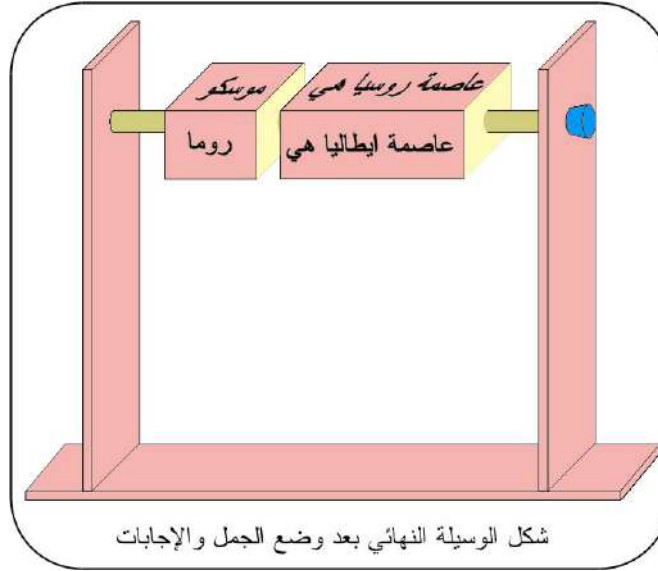 عاصمة روسيا هي موسكو
عاصمة ايطاليا هي روما
شكل الوسيلة النهائي بعد وضع الجمل والإجابات